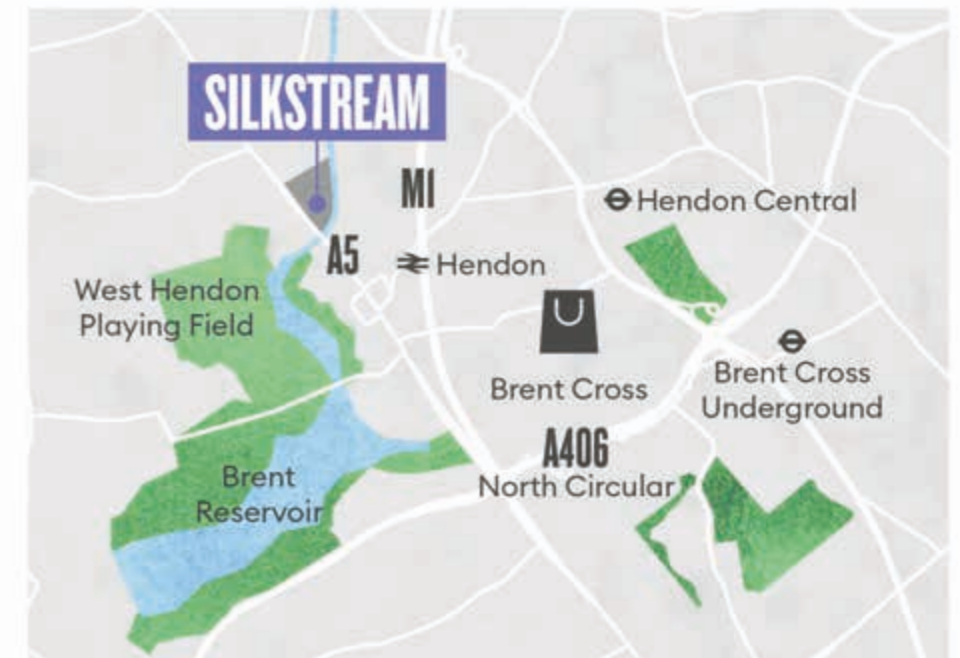 SILKSTREAM
M1
Hendon Central
A5
Hendon
West Hendon
Playing Field
Brent Cross
Brent Cross
Underground
A406
North Circular
Brent
Reservoir